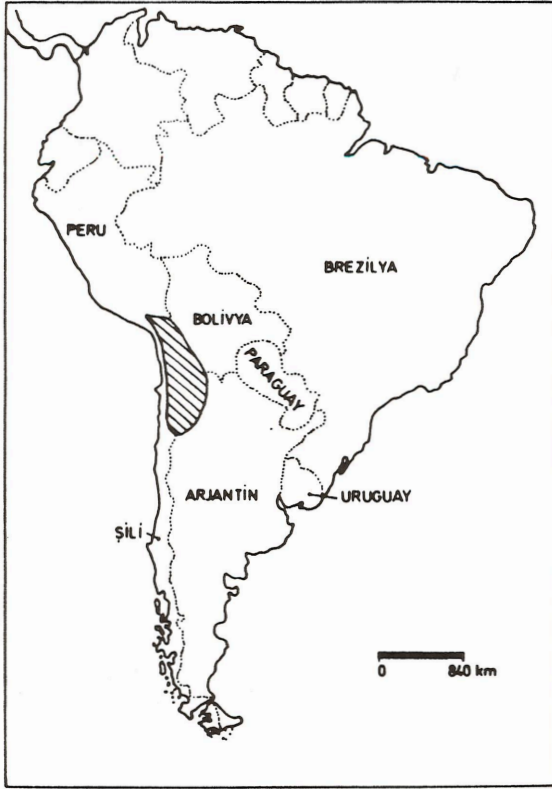 PERU
BREZİLYA
BOLİVYA
PARAGUAY
ARJANTİN
URUGUAY
ŞİLİ
0 840 km